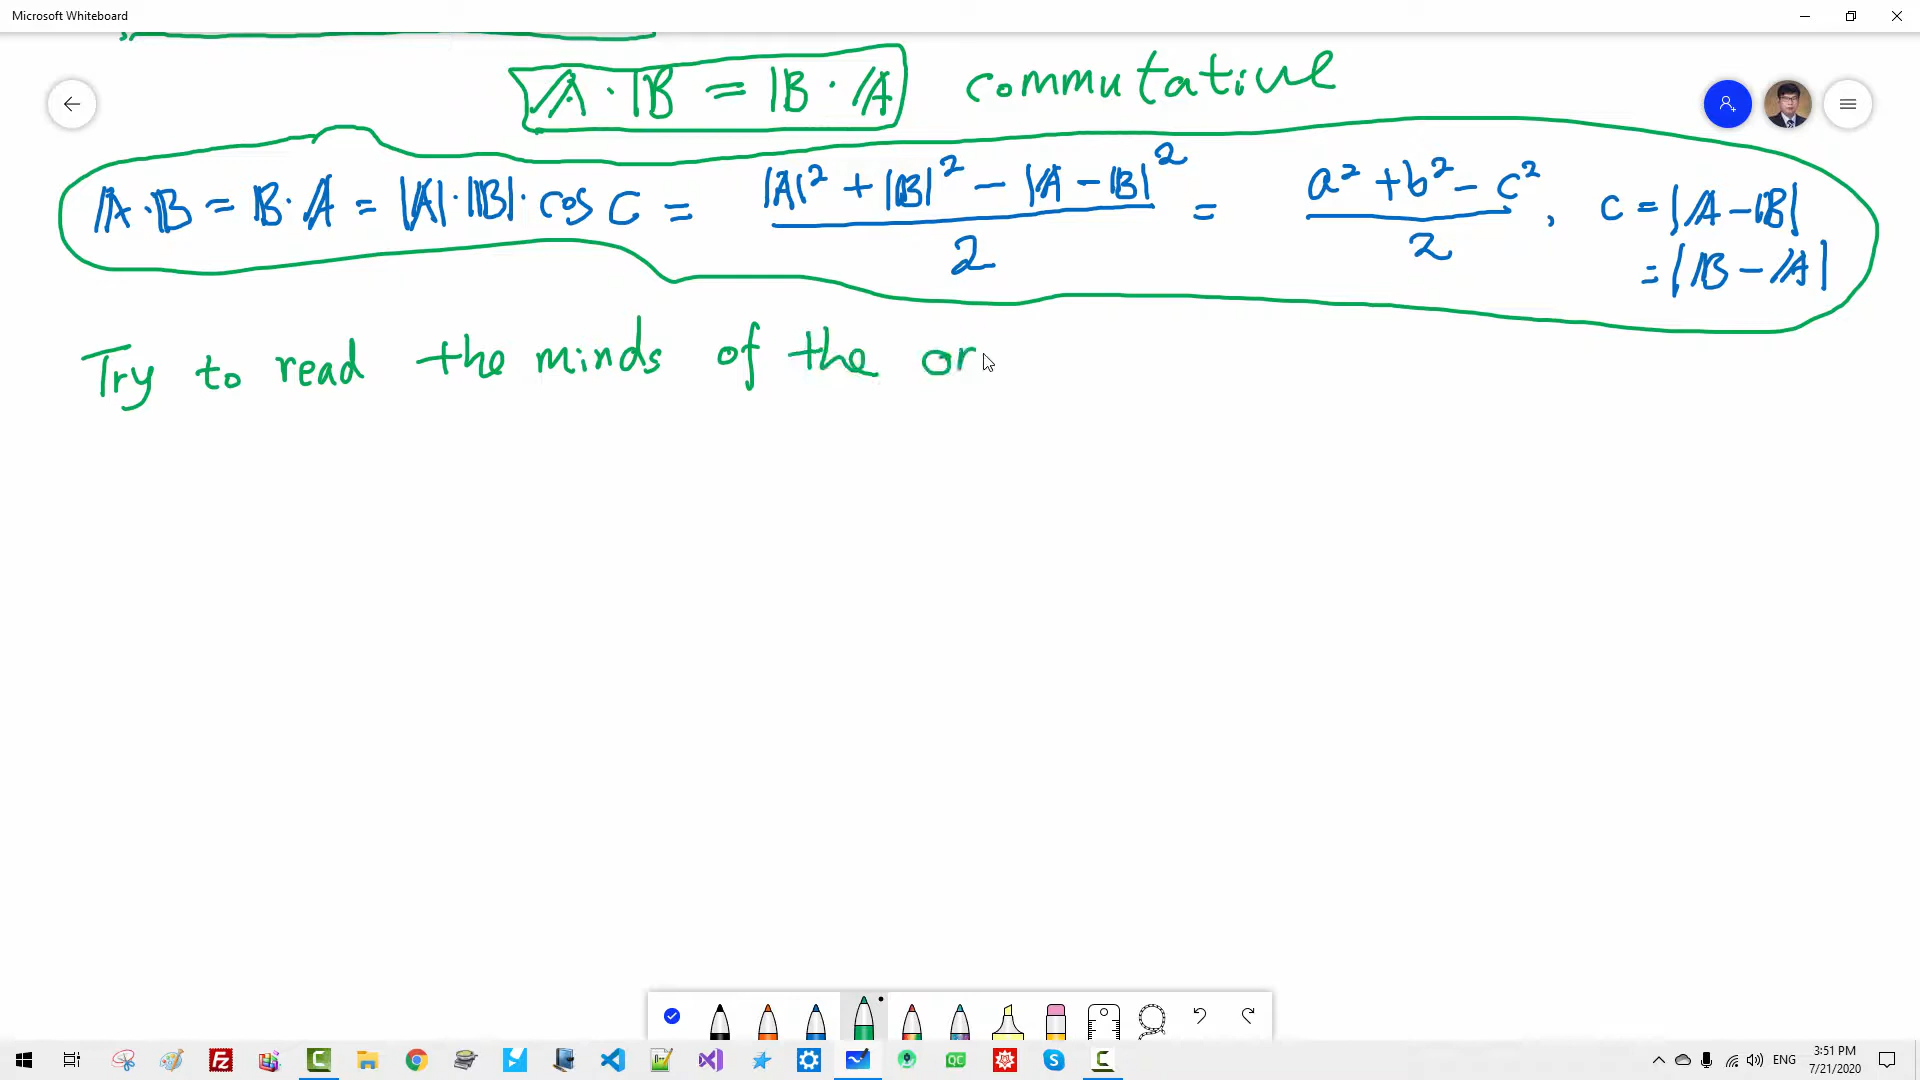 Microsoft Whiteboard
A · B = B · A commutative
A · B = B · A = |A| · |B| · cos C = |A|² + |B|² - |A - B|² / 2 = a² + b² - c² / 2 , c = |A - B|
= |B - A|
Try to read the minds of the or
ENG
3:51 PM
7/21/2020